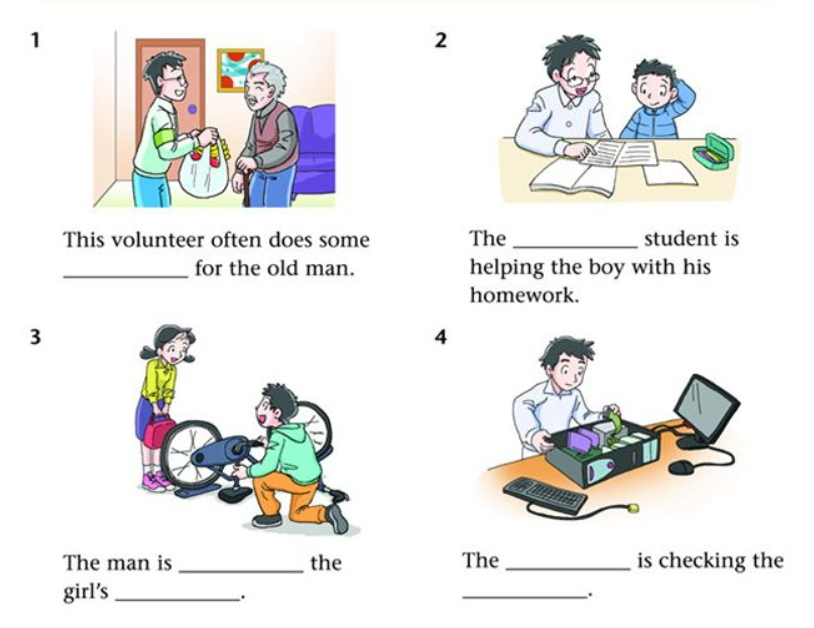 1
This volunteer often does some
____________ for the old man.
2
The ____________ student is
helping the boy with his
homework.
3
The man is ____________ the
girl's ____________.
4
The ____________ is checking the
____________.